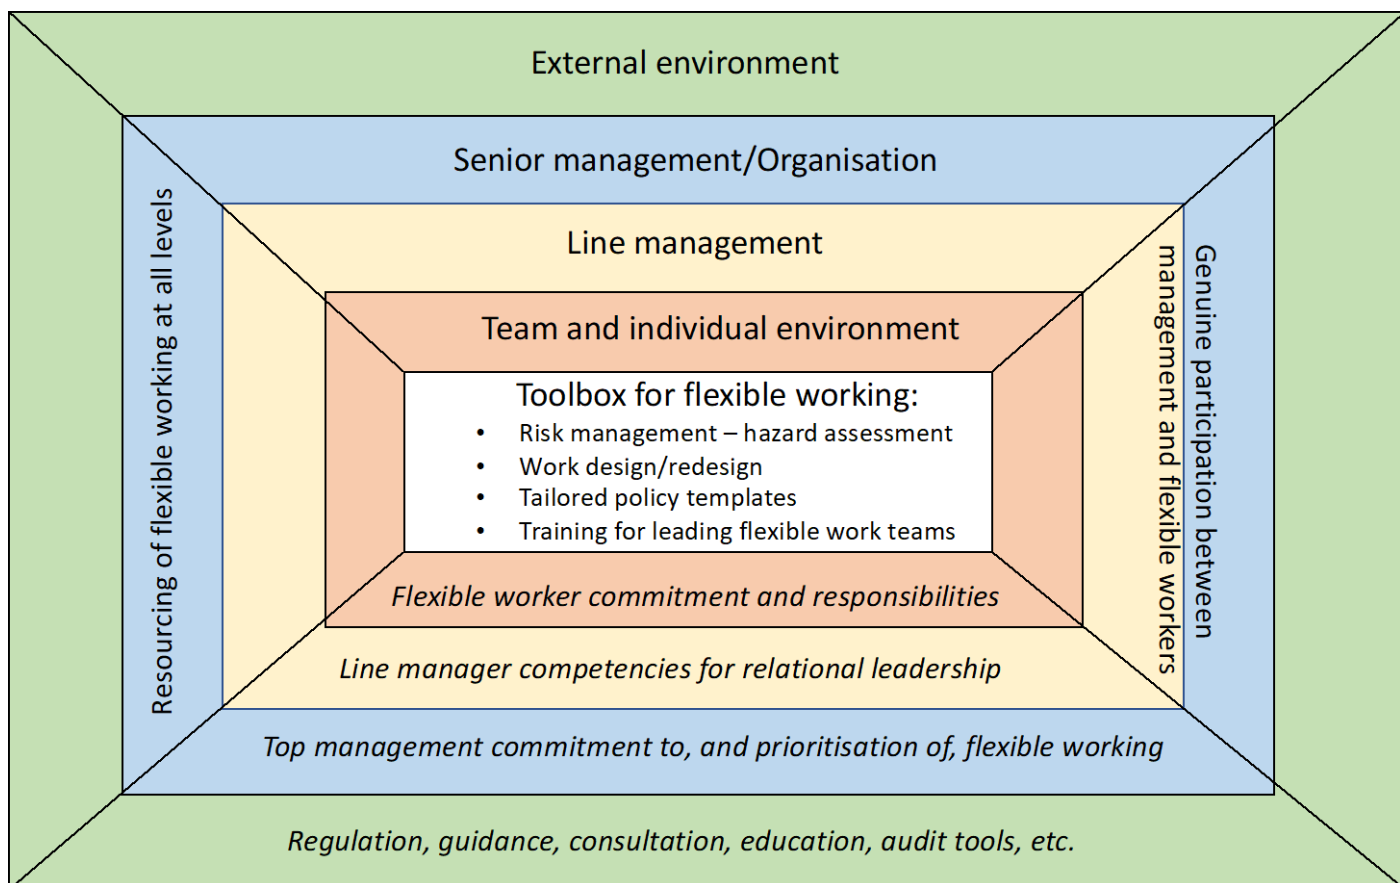 External environment
Senior management/Organisation
Line management
Team and individual environment
Toolbox for flexible working:
• Risk management – hazard assessment
• Work design/redesign
• Tailored policy templates
• Training for leading flexible work teams
Flexible worker commitment and responsibilities
Line manager competencies for relational leadership
Top management commitment to, and prioritisation of, flexible working
Regulation, guidance, consultation, education, audit tools, etc.
Resourcing of flexible working at all levels
Genuine participation between
management and flexible workers